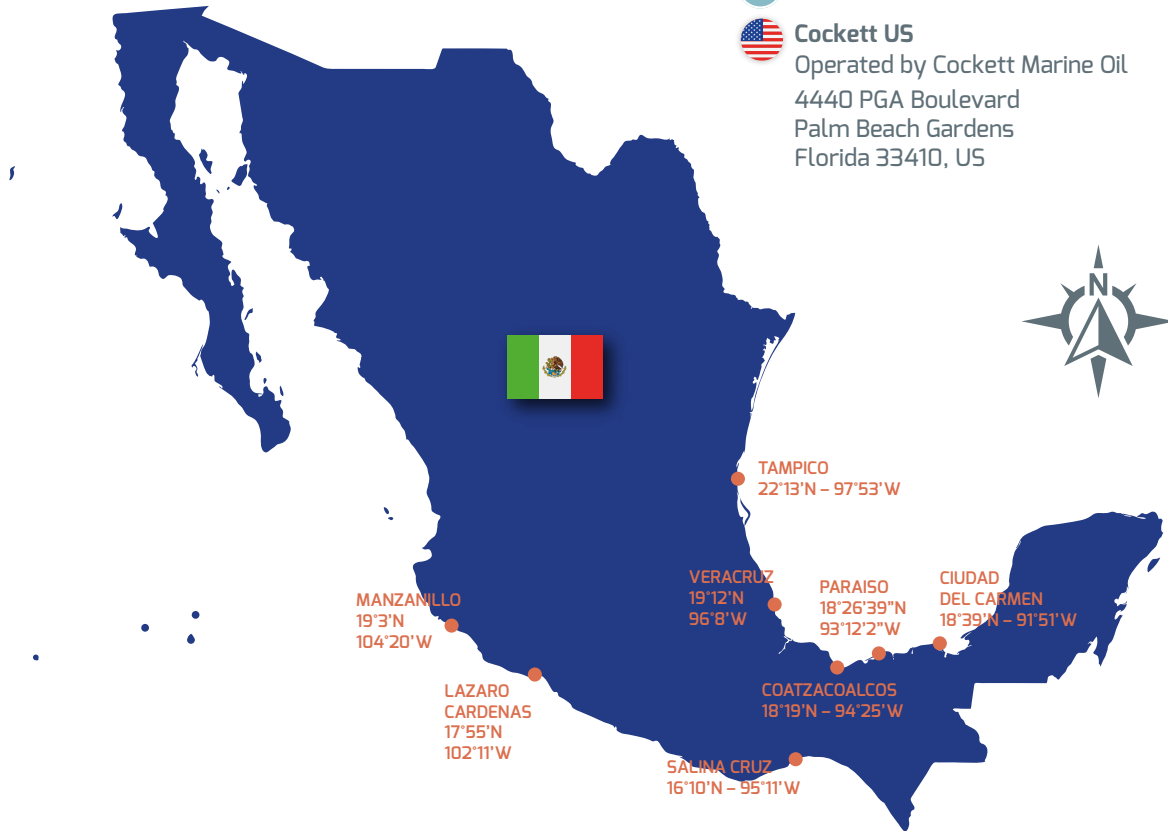 Cockett US
Operated by Cockett Marine Oil
4440 PGA Boulevard
Palm Beach Gardens
Florida 33410, US
N
TAMPICO
22°13'N – 97°53'W
VERACRUZ
19°12'N
96°8'W
PARAISO
18°26'39"N
93°12'2"W
CIUDAD
DEL CARMEN
18°39'N – 91°51'W
MANZANILLO
19°3'N
104°20'W
LAZARO
CARDENAS
17°55'N
102°11'W
COATZACOALCOS
18°19'N – 94°25'W
SALINA CRUZ
16°10'N – 95°11'W